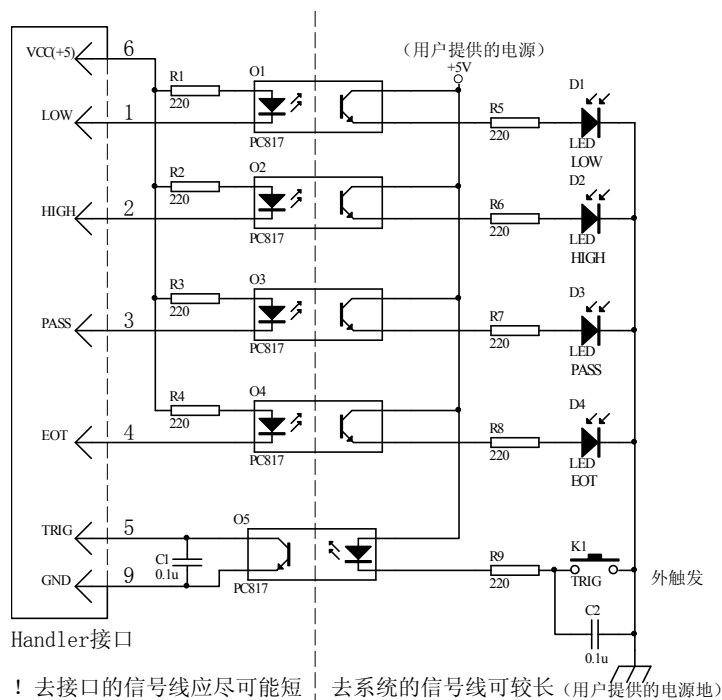 VCC(+5)
6
(用户提供的电源)
+5V
R1
220
O1
PC817
LOW
1
R5
220
D1
LED
LOW
R2
220
O2
PC817
HIGH
2
R6
220
D2
LED
HIGH
R3
220
O3
PC817
PASS
3
R7
220
D3
LED
PASS
R4
220
O4
PC817
EOT
4
R8
220
D4
LED
EOT
TRIG
5
O5
PC817
C1
0.1u
GND
9
R9
220
K1
TRIG
外触发
C2
0.1u
Handler接口
! 去接口的信号线应尽可能短
去系统的信号线可较长
(用户提供的电源地)